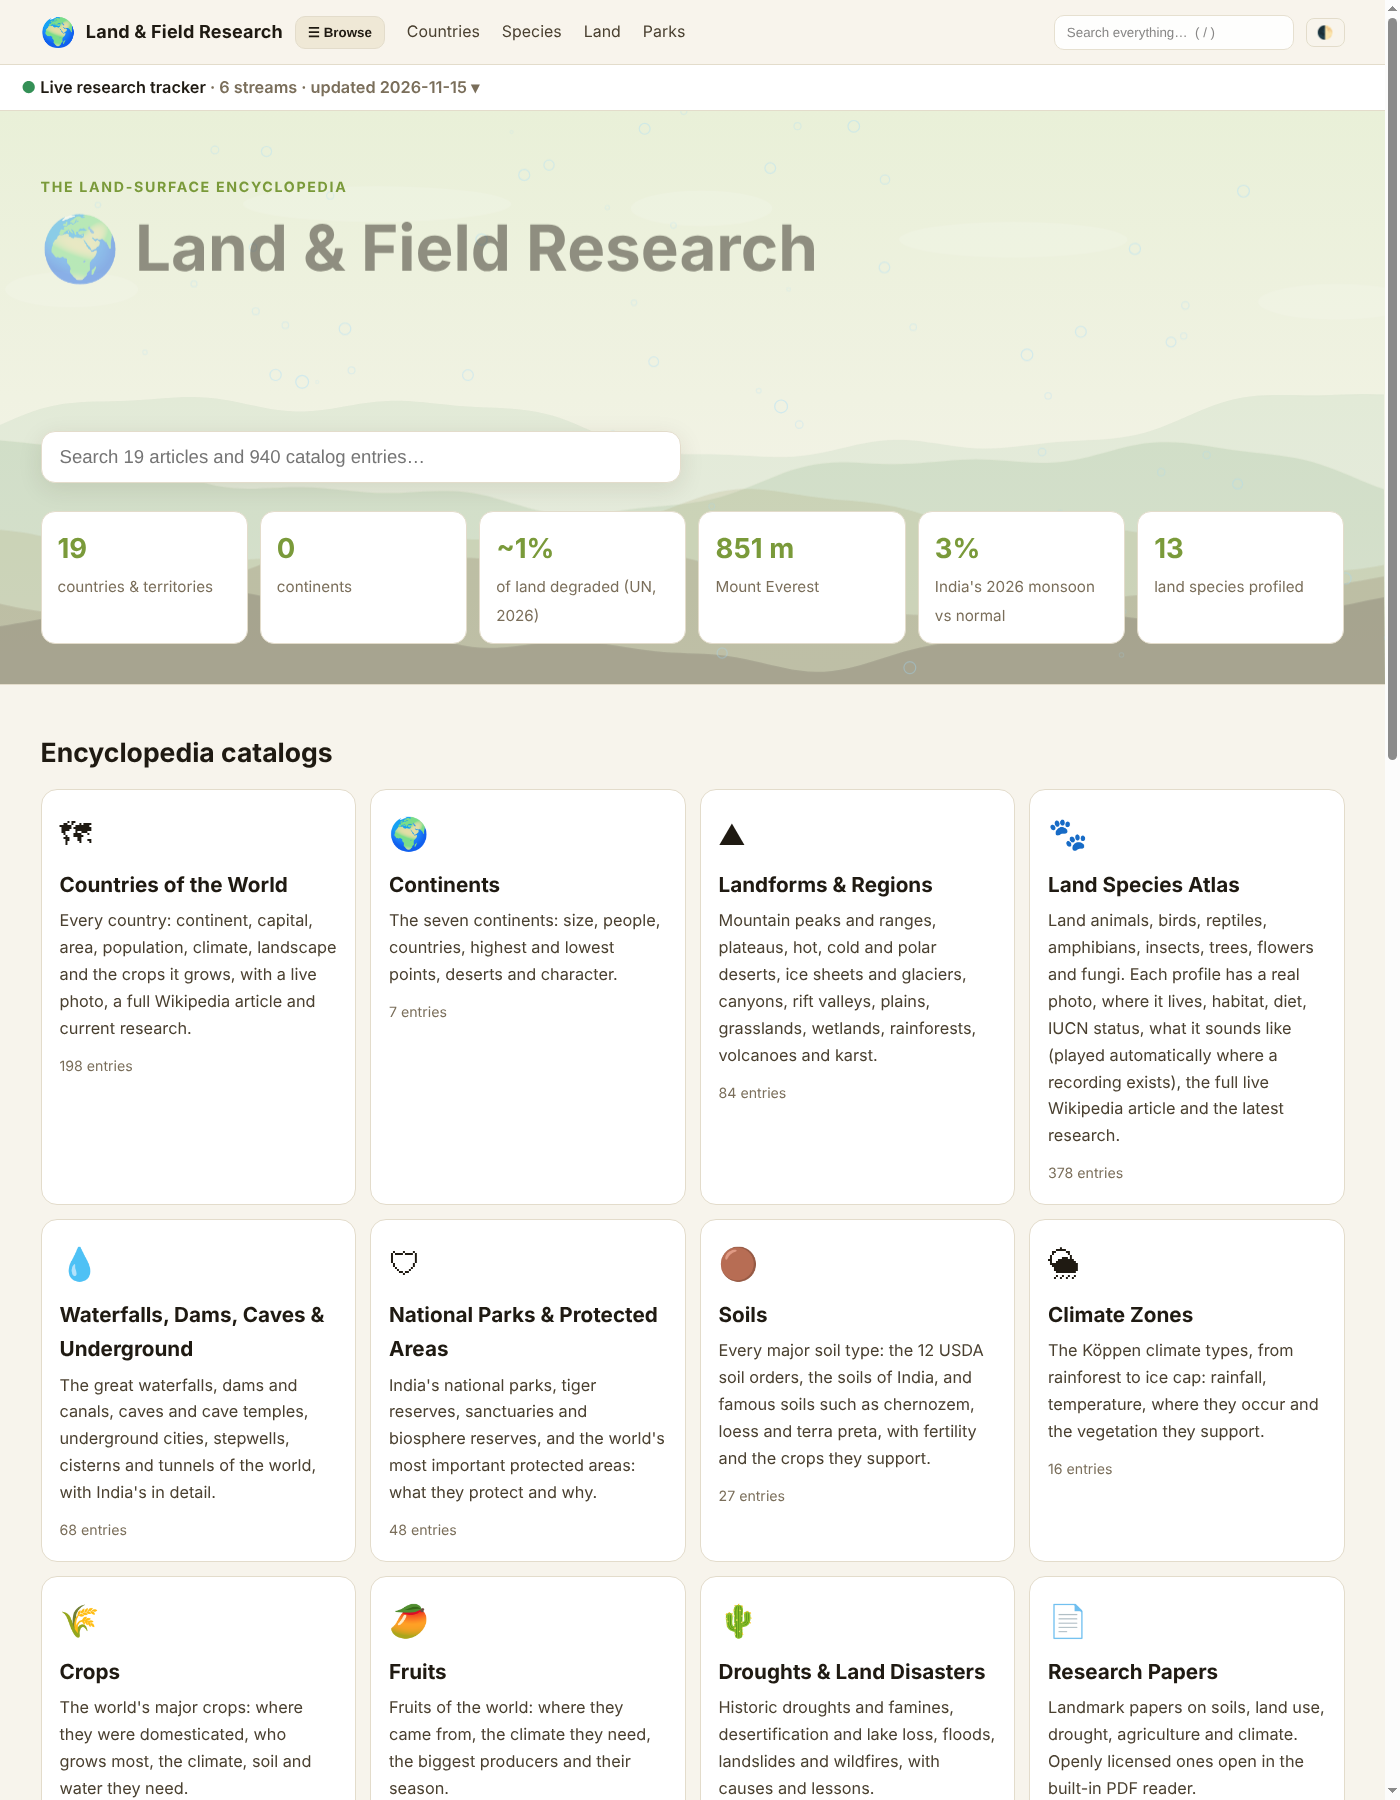 Land & Field Research
☰ Browse
Countries
Species
Land
Parks
Search everything… ( / )
Live research tracker · 6 streams · updated 2026-11-15 ▾
THE LAND-SURFACE ENCYCLOPEDIA
Land & Field Research
Search 19 articles and 940 catalog entries…
19
countries & territories
0
continents
~1%
of land degraded (UN,
2026)
851 m
Mount Everest
3%
India's 2026 monsoon
vs normal
13
land species profiled
Encyclopedia catalogs
Countries of the World
Every country: continent, capital,
area, population, climate, landscape
and the crops it grows, with a live
photo, a full Wikipedia article and
current research.
198 entries
Continents
The seven continents: size, people,
countries, highest and lowest
points, deserts and character.
7 entries
Landforms & Regions
Mountain peaks and ranges,
plateaus, hot, cold and polar
deserts, ice sheets and glaciers,
canyons, rift valleys, plains,
grasslands, wetlands, rainforests,
volcanoes and karst.
84 entries
Land Species Atlas
Land animals, birds, reptiles,
amphibians, insects, trees, flowers
and fungi. Each profile has a real
photo, where it lives, habitat, diet,
IUCN status, what it sounds like
(played automatically where a
recording exists), the full live
Wikipedia article and the latest
research.
378 entries
Waterfalls, Dams, Caves &
Underground
The great waterfalls, dams and
canals, caves and cave temples,
underground cities, stepwells,
cisterns and tunnels of the world,
with India's in detail.
68 entries
National Parks & Protected
Areas
India's national parks, tiger
reserves, sanctuaries and
biosphere reserves, and the world's
most important protected areas:
what they protect and why.
48 entries
Soils
Every major soil type: the 12 USDA
soil orders, the soils of India, and
famous soils such as chernozem,
loess and terra preta, with fertility
and the crops they support.
27 entries
Climate Zones
The Köppen climate types, from
rainforest to ice cap: rainfall,
temperature, where they occur and
the vegetation they support.
16 entries
Crops
The world's major crops: where
they were domesticated, who
grows most, the climate, soil and
water they need.
Fruits
Fruits of the world: where they
came from, the climate they need,
the biggest producers and their
season.
Droughts & Land Disasters
Historic droughts and famines,
desertification and lake loss, floods,
landslides and wildfires, with
causes and lessons.
Research Papers
Landmark papers on soils, land use,
drought, agriculture and climate.
Openly licensed ones open in the
built-in PDF reader.